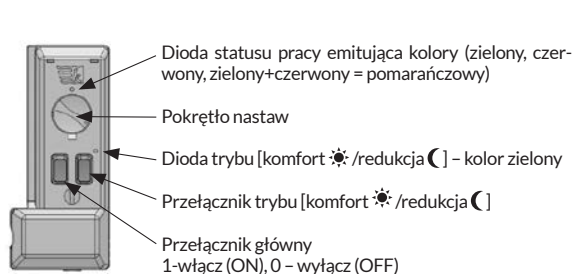 Dioda statusu pracy emitująca kolory (zielony, czer-
wony, zielony+czerwony = pomarańczowy)
Pokrętło nastaw
Dioda trybu [komfort ☀ /redukcja ☾] – kolor zielony
Przełącznik trybu [komfort ☀ /redukcja ☾]
Przełącznik główny
1-włącz (ON), 0 – wyłącz (OFF)